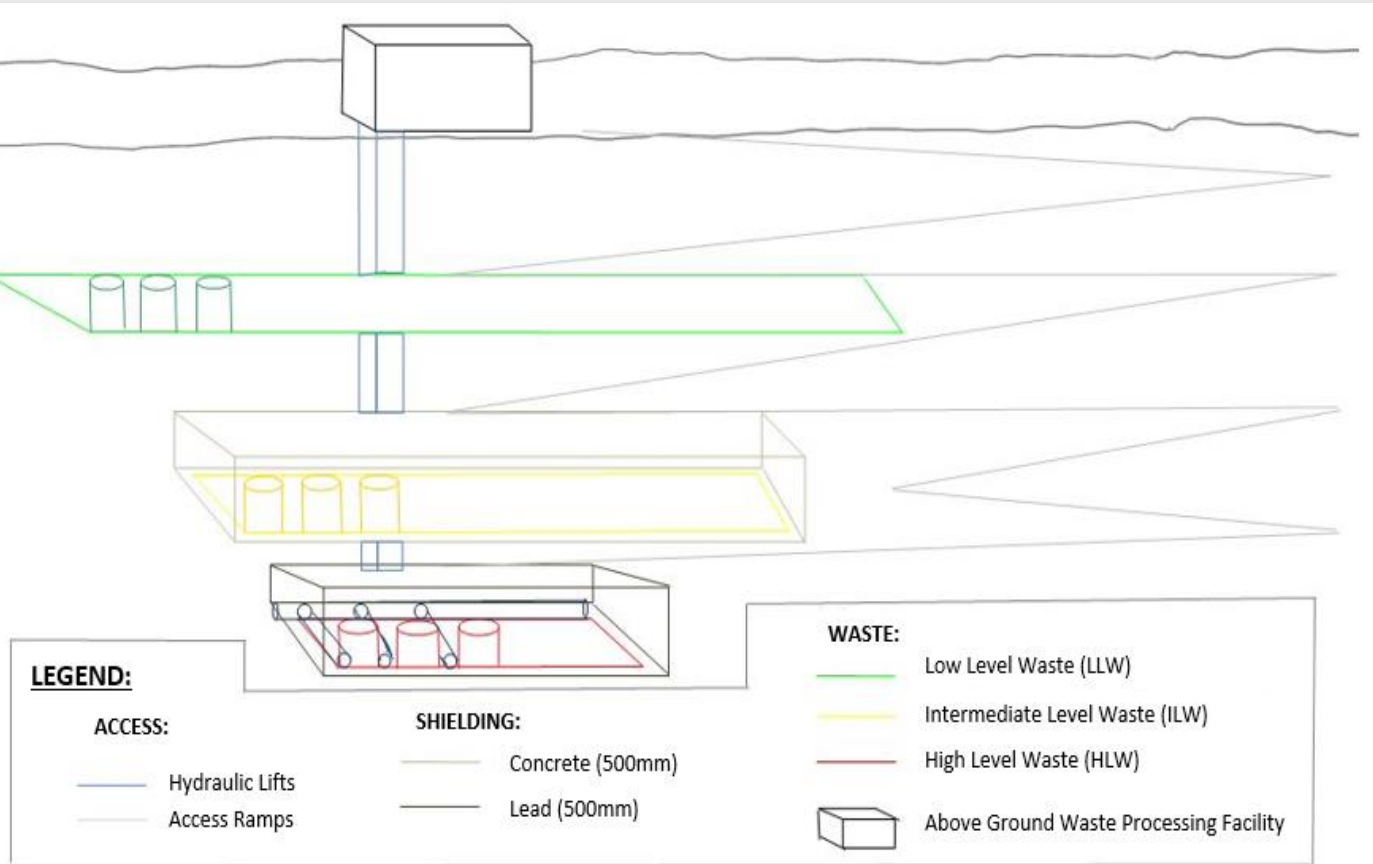 LEGEND:
ACCESS:
Hydraulic Lifts
Access Ramps
SHIELDING:
Concrete (500mm)
Lead (500mm)
WASTE:
Low Level Waste (LLW)
Intermediate Level Waste (ILW)
High Level Waste (HLW)
Above Ground Waste Processing Facility